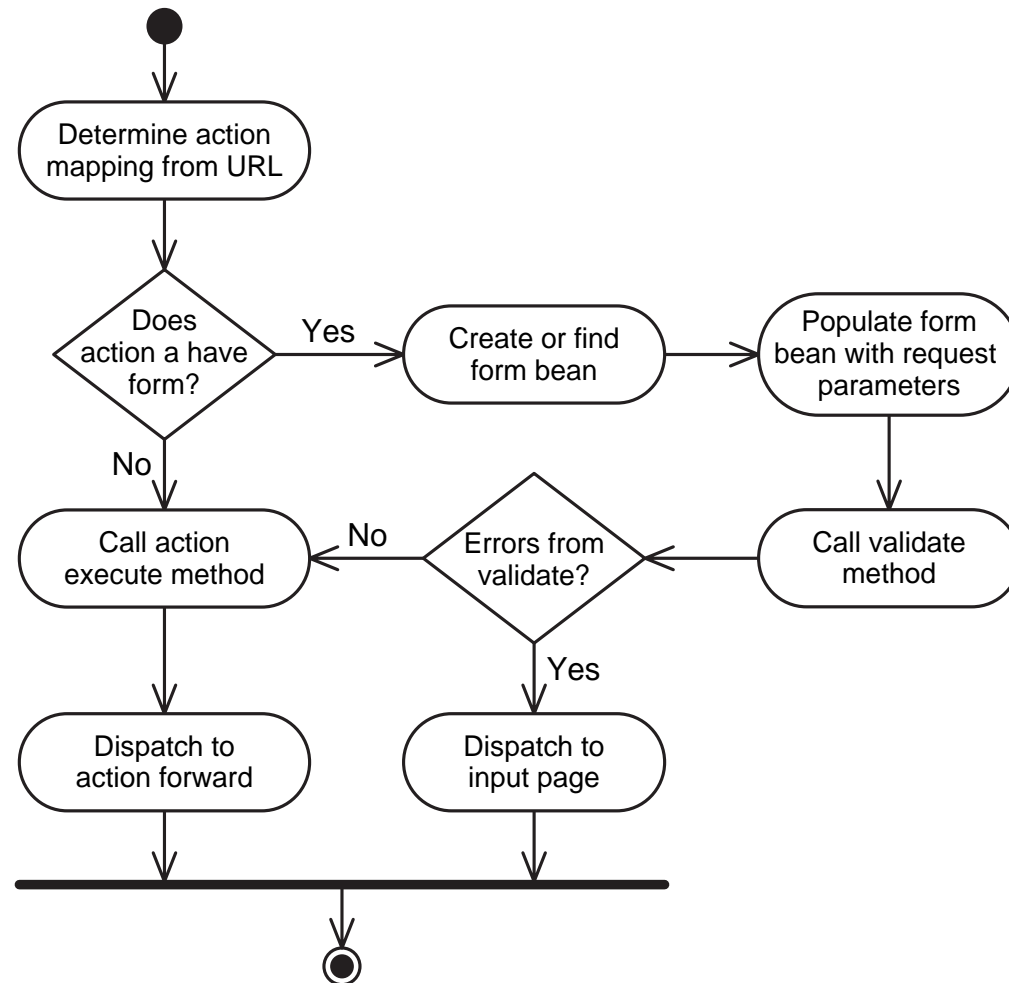 Determine action
mapping from URL
Does
action a have
form?
Yes
Create or find
form bean
Populate form
bean with request
parameters
No
Call action
execute method
No
Errors from
validate?
Call validate
method
Yes
Dispatch to
action forward
Dispatch to
input page